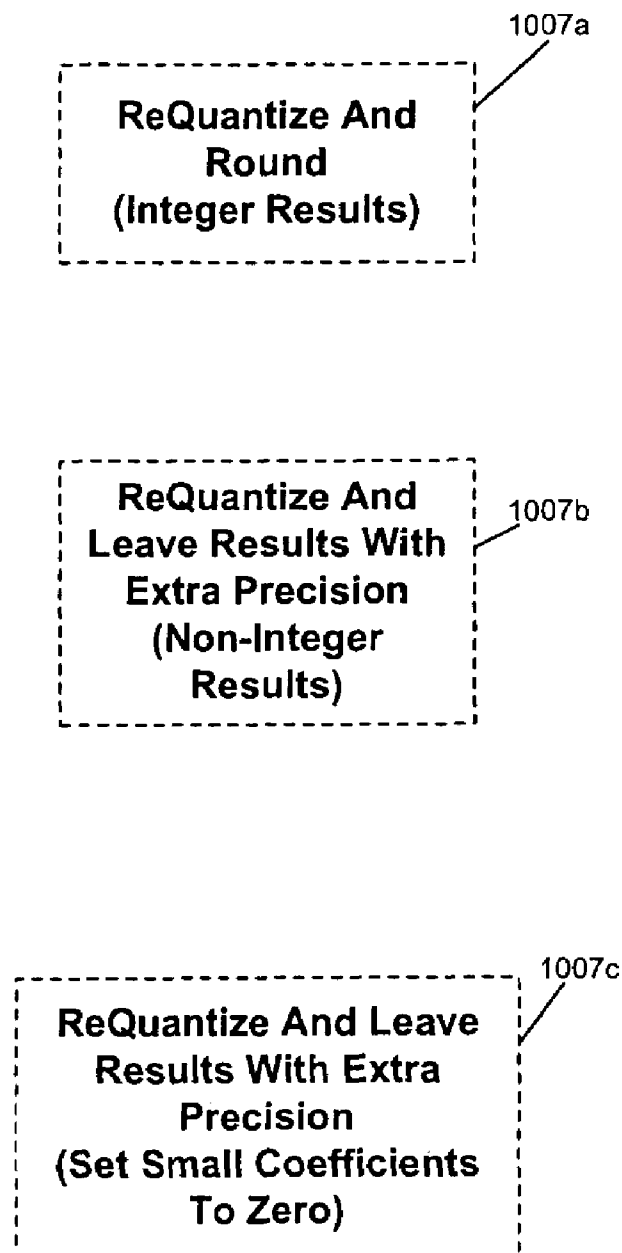 1007a
ReQuantize And
Round
(Integer Results)
ReQuantize And
Leave Results With
Extra Precision
(Non-Integer
Results)
1007b
1007c
ReQuantize And Leave
Results With Extra
Precision
(Set Small Coefficients
To Zero)